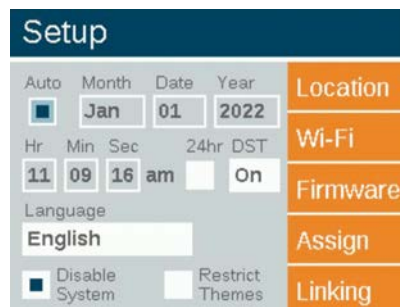 Setup
Auto Month Date Year
Jan 01 2022
Hr Min Sec 24hr DST
11 09 16 am On
Language
English
Disable System
Restrict Themes
Location
Wi-Fi
Firmware
Assign
Linking